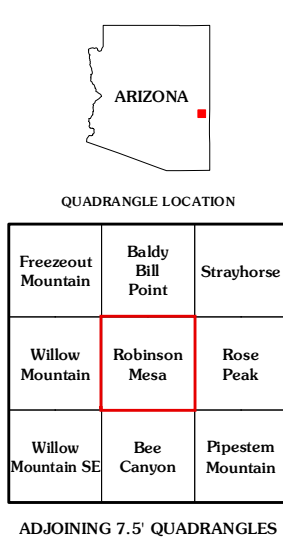 ARIZONA
QUADRANGLE LOCATION
Freezeout
Mountain
Baldy
Bill
Point
Strayhorse
Willow
Mountain
Robinson
Mesa
Rose
Peak
Willow
Mountain SE
Bee
Canyon
Pipestem
Mountain
ADJOINING 7.5' QUADRANGLES